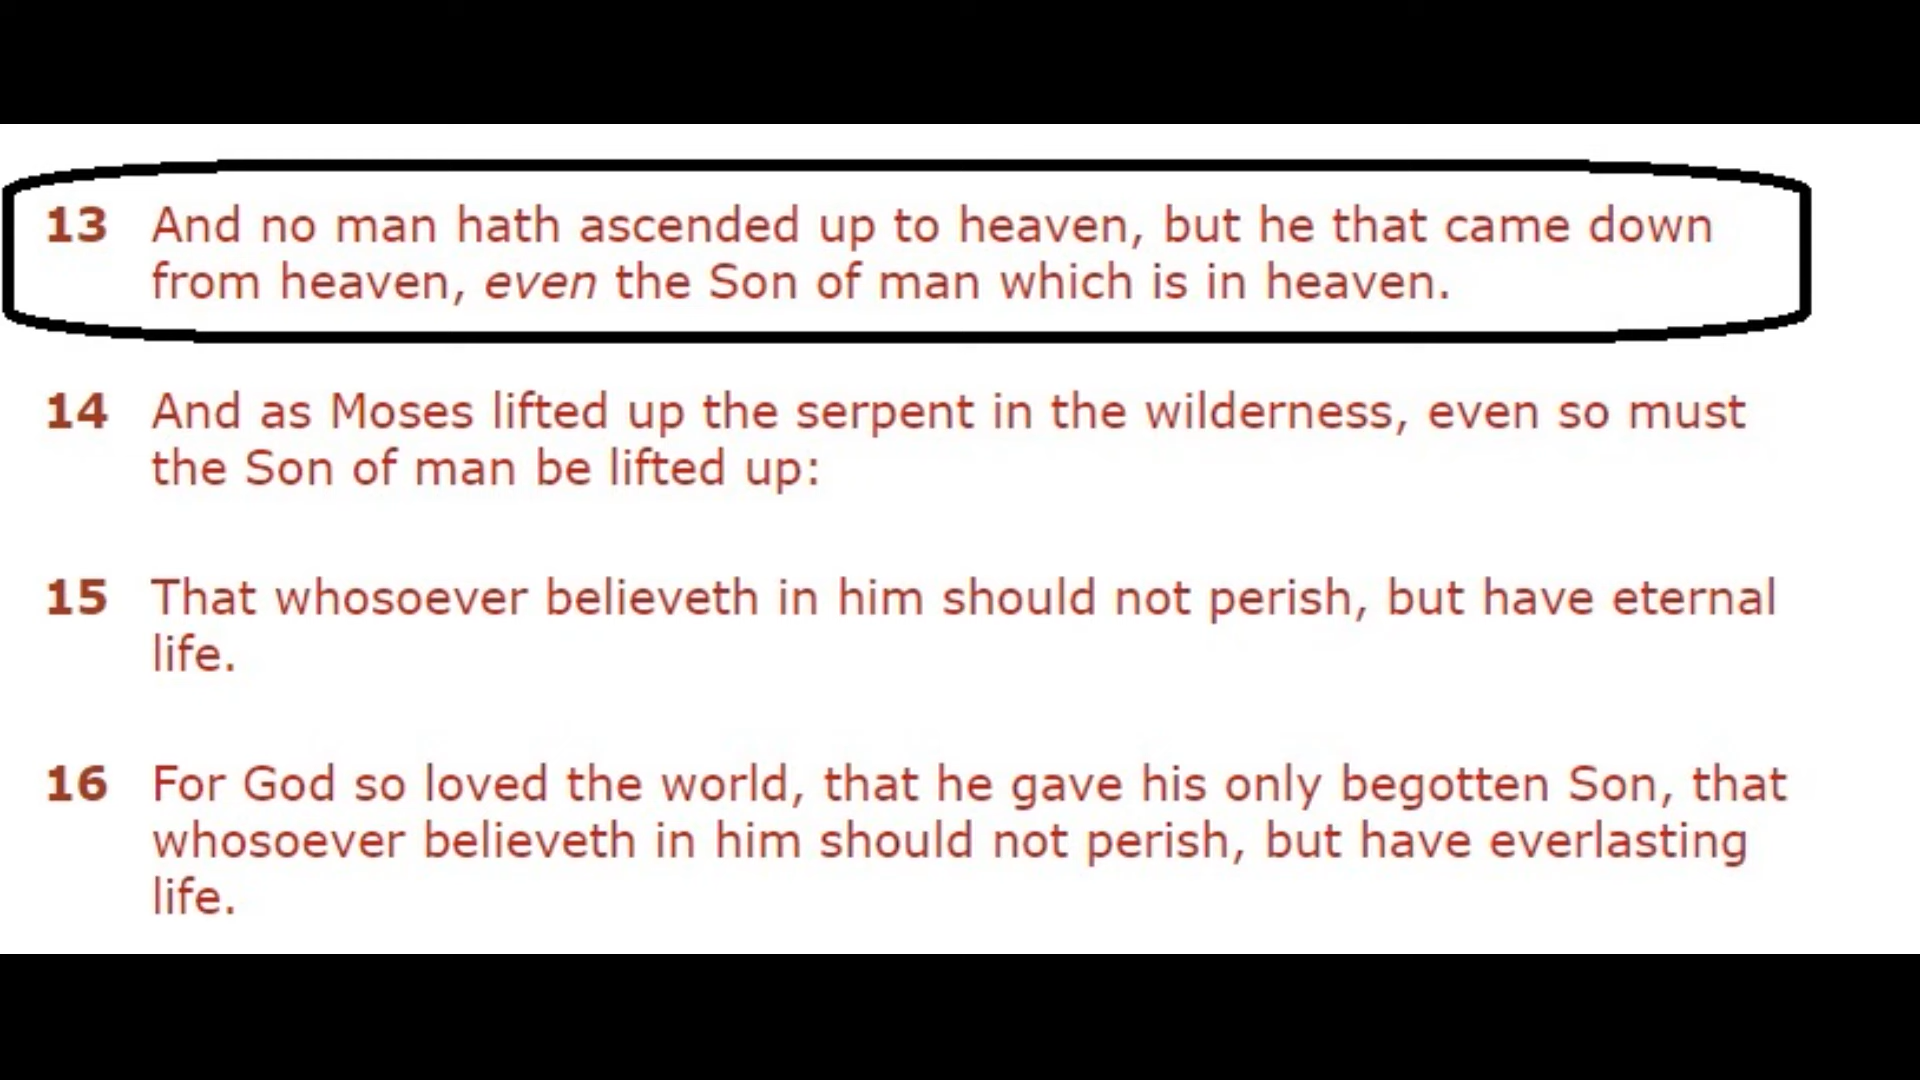 13 And no man hath ascended up to heaven, but he that came down
from heaven, even the Son of man which is in heaven.
14 And as Moses lifted up the serpent in the wilderness, even so must
the Son of man be lifted up:
15 That whosoever believeth in him should not perish, but have eternal
life.
16 For God so loved the world, that he gave his only begotten Son, that
whosoever believeth in him should not perish, but have everlasting
life.